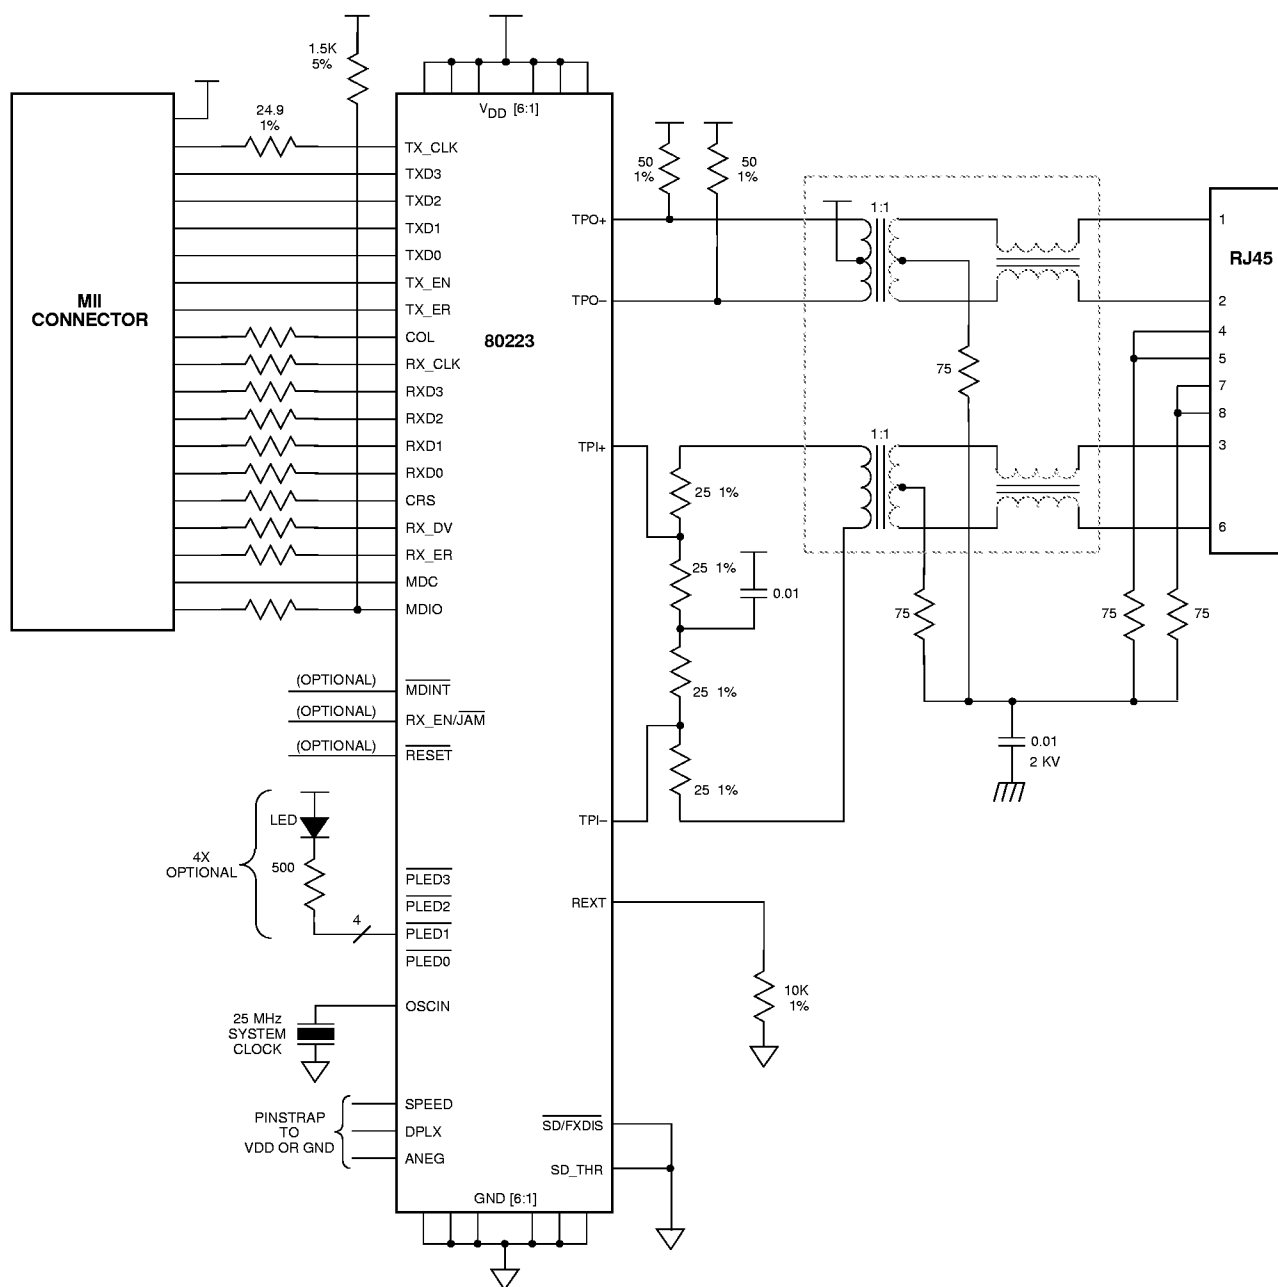 1.5K
5%
24.9
1%
MII
CONNECTOR
V_DD [6:1]
TX_CLK
TXD3
TXD2
TXD1
TXD0
TX_EN
TX_ER
COL
RX_CLK
RXD3
RXD2
RXD1
RXD0
CRS
RX_DV
RX_ER
MDC
MDIO
80223
(OPTIONAL)
MDINT
(OPTIONAL)
RX_EN/JAM
(OPTIONAL)
RESET
LED
500
4X
OPTIONAL
4
PLED3
PLED2
PLED1
PLED0
OSCIN
25 MHz
SYSTEM
CLOCK
PINSTRAP
TO
VDD OR GND
SPEED
DPLX
ANEG
GND [6:1]
TPO+
TPO–
TPI+
TPI–
REXT
SD/FXDIS
SD_THR
50
1%
50
1%
1:1
75
1:1
25 1%
25 1%
0.01
25 1%
25 1%
10K
1%
75
75
75
0.01
2 KV
RJ45
1
2
4
5
7
8
3
6